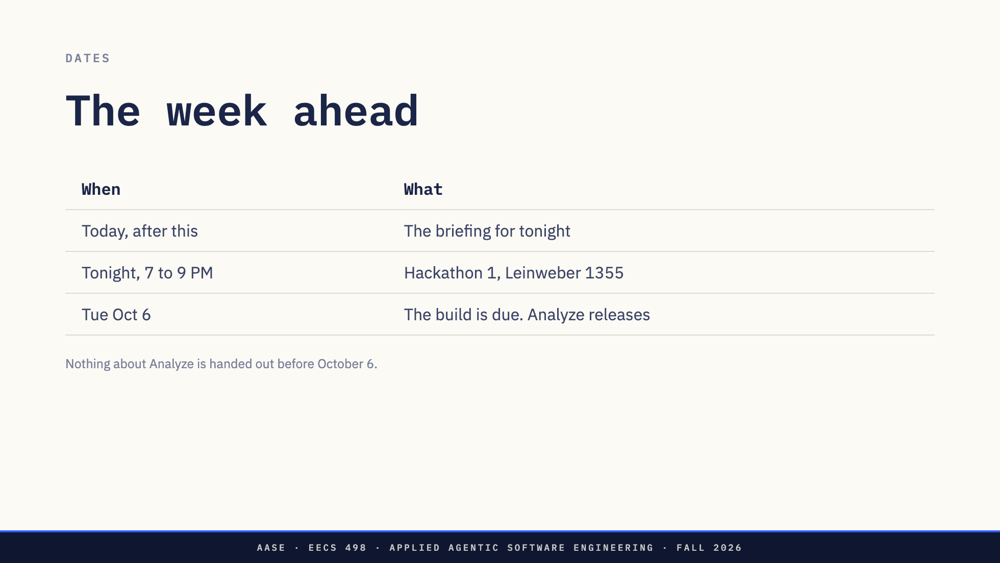 DATES
The week ahead
When What
Today, after this The briefing for tonight
Tonight, 7 to 9 PM Hackathon 1, Leinweber 1355
Tue Oct 6 The build is due. Analyze releases
Nothing about Analyze is handed out before October 6.
AASE · EECS 498 · APPLIED AGENTIC SOFTWARE ENGINEERING · FALL 2026